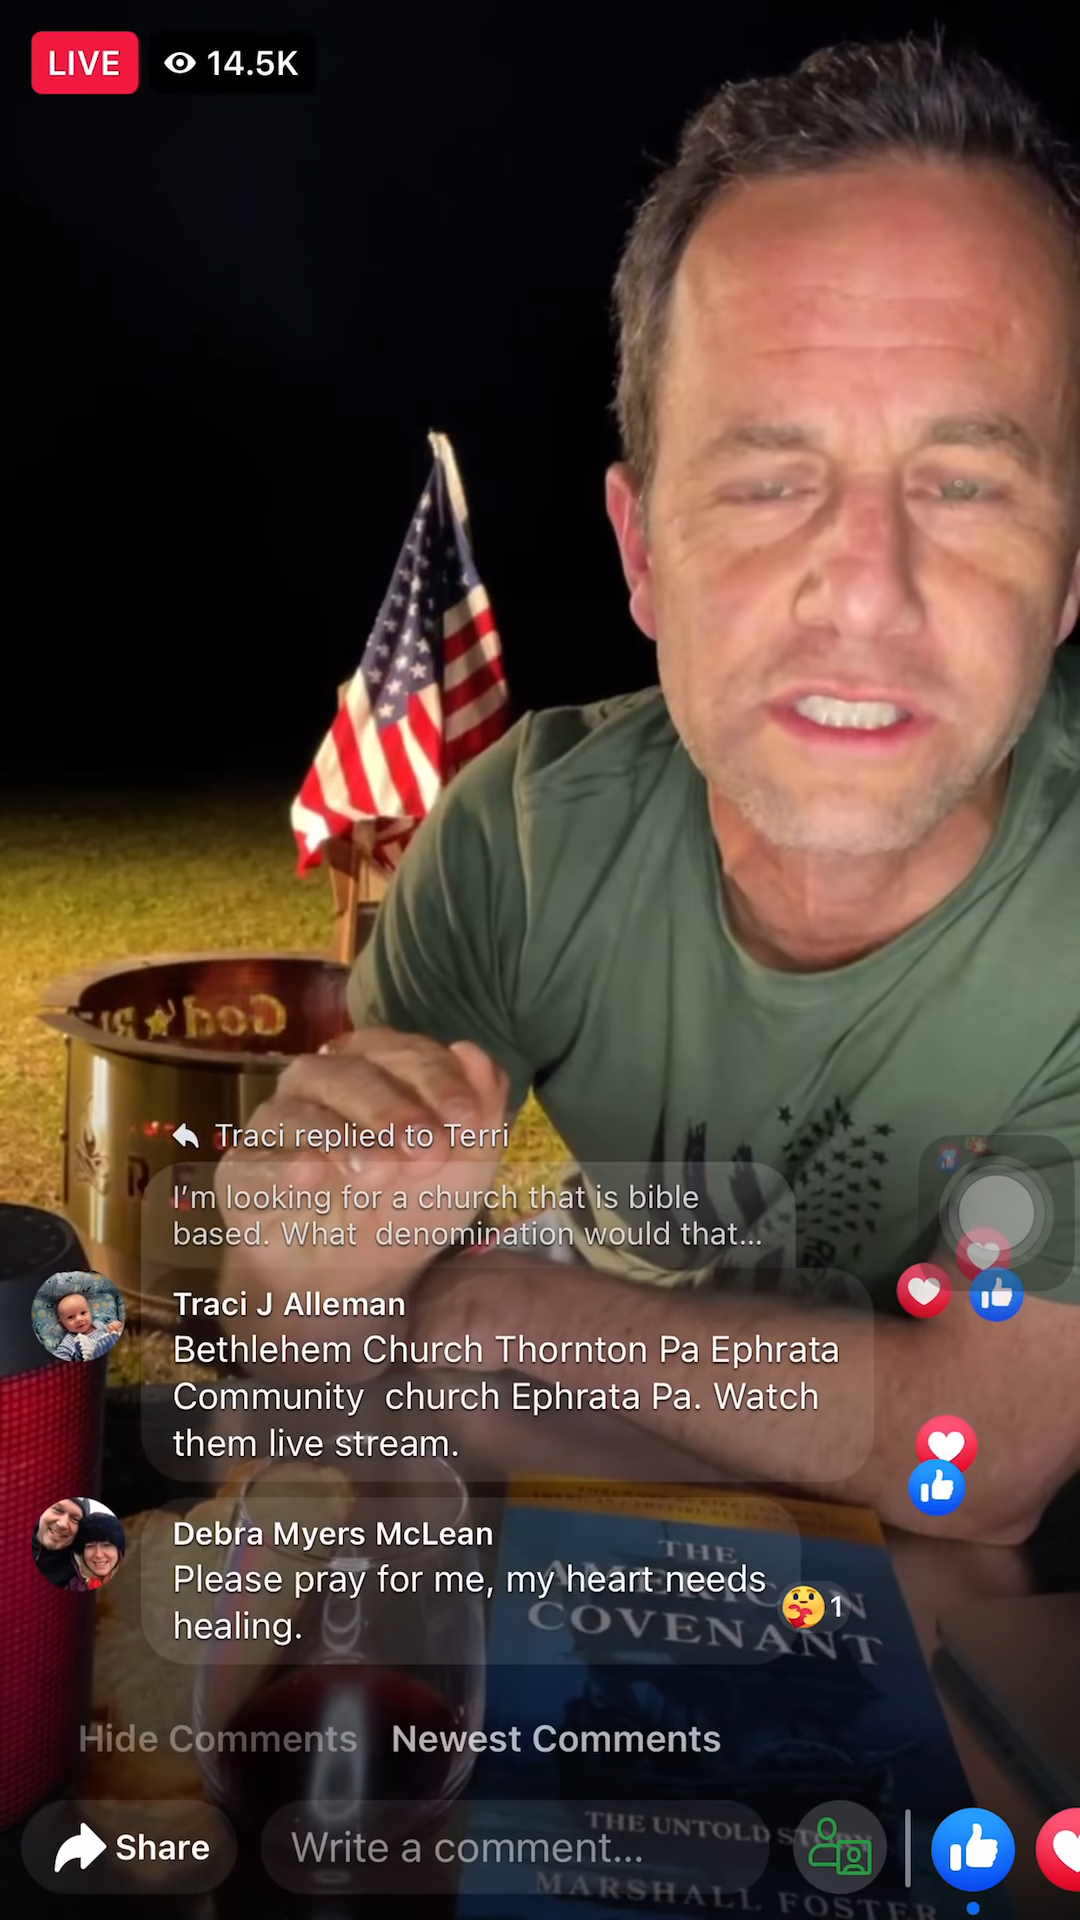 LIVE
14.5K
God
Traci replied to Terri
I'm looking for a church that is bible
based. What denomination would that...
Traci J Alleman
Bethlehem Church Thornton Pa Ephrata
Community church Ephrata Pa. Watch
them live stream.
Debra Myers McLean
Please pray for me, my heart needs
healing.
1
THE
AMERICAN
COVENANT
Hide Comments Newest Comments
THE UNTOLD STORY
MARSHALL FOSTER
Share
Write a comment...